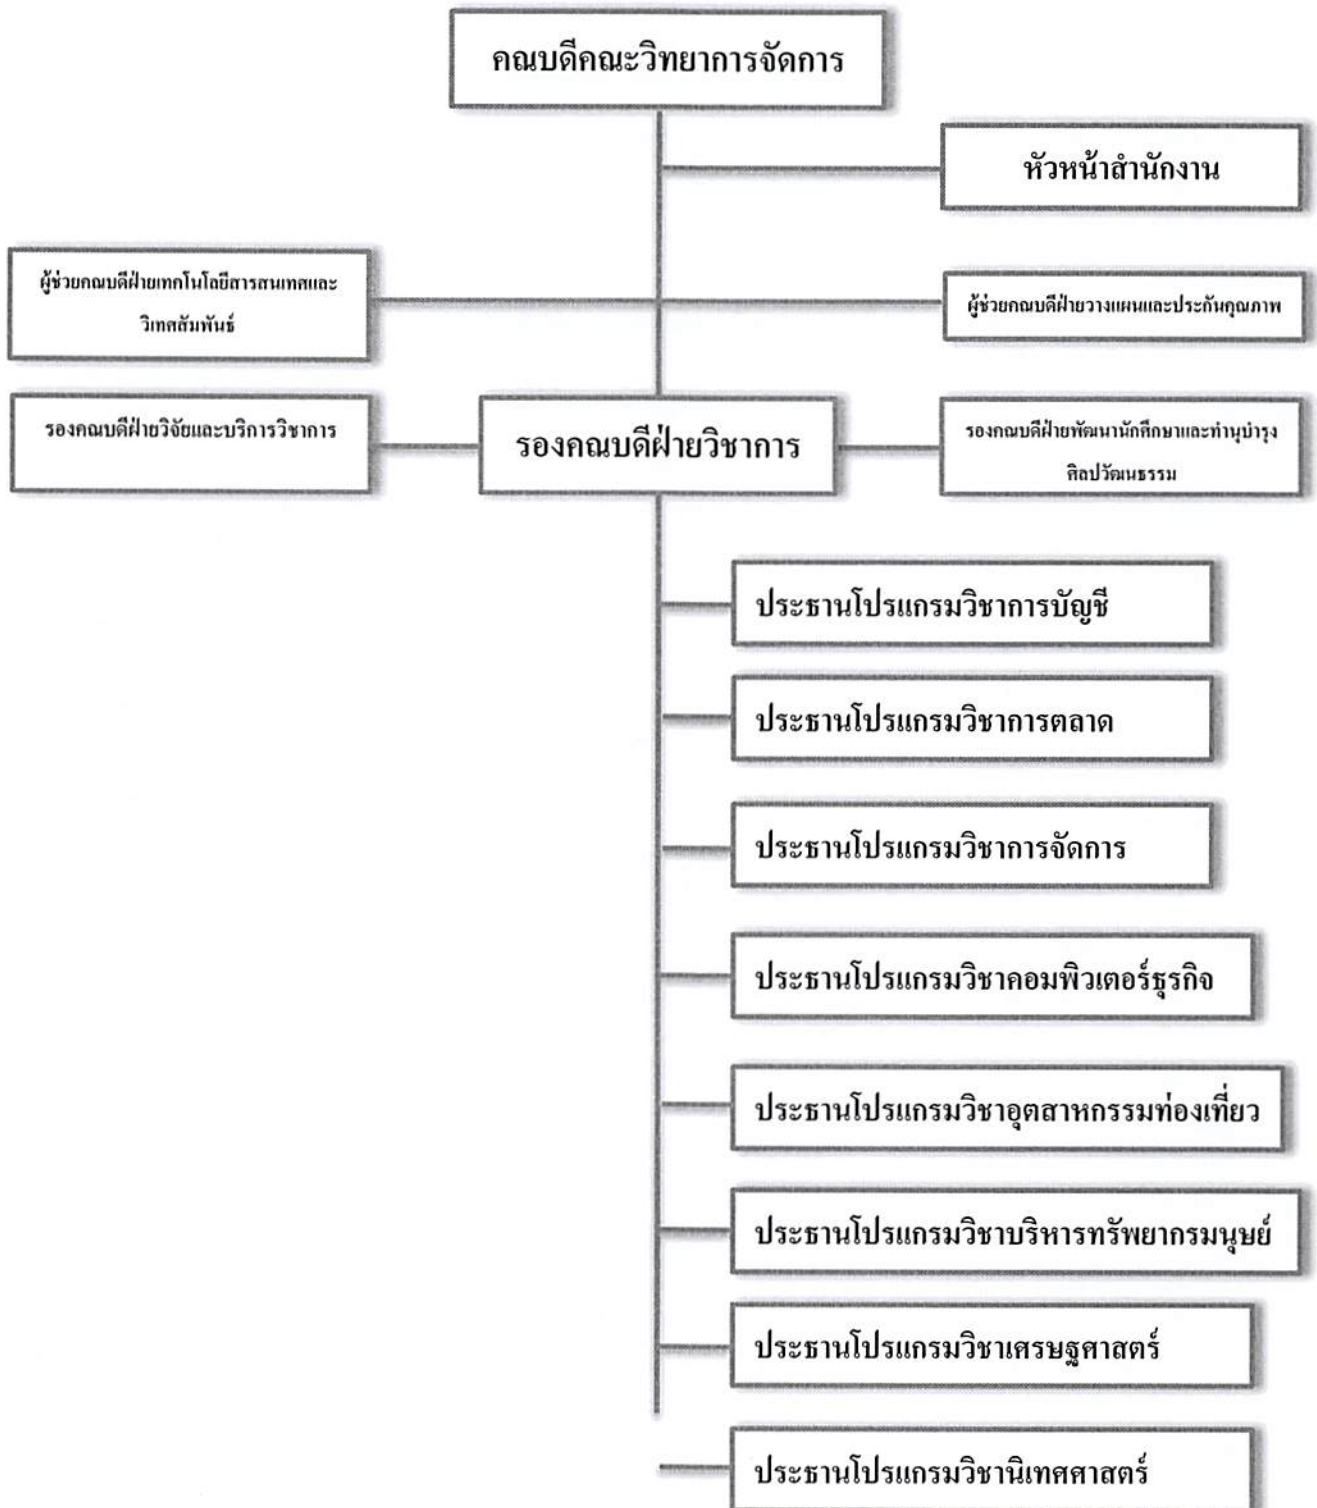 คณบดีคณะวิทยาการจัดการ
หัวหน้าสำนักงาน
ผู้ช่วยคณบดีฝ่ายเทคโนโลยีสารสนเทศและ
วิเทศสัมพันธ์
ผู้ช่วยคณบดีฝ่ายวางแผนและประกันคุณภาพ
รองคณบดีฝ่ายวิจัยและบริการวิชาการ
รองคณบดีฝ่ายวิชาการ
รองคณบดีฝ่ายพัฒนานักศึกษาและทำนุบำรุง
ศิลปวัฒนธรรม
ประธานโปรแกรมวิชาการบัญชี
ประธานโปรแกรมวิชาการตลาด
ประธานโปรแกรมวิชาการจัดการ
ประธานโปรแกรมวิชาคอมพิวเตอร์ธุรกิจ
ประธานโปรแกรมวิชาอุตสาหกรรมท่องเที่ยว
ประธานโปรแกรมวิชาบริหารทรัพยากรมนุษย์
ประธานโปรแกรมวิชาเศรษฐศาสตร์
ประธานโปรแกรมวิชานิเทศศาสตร์